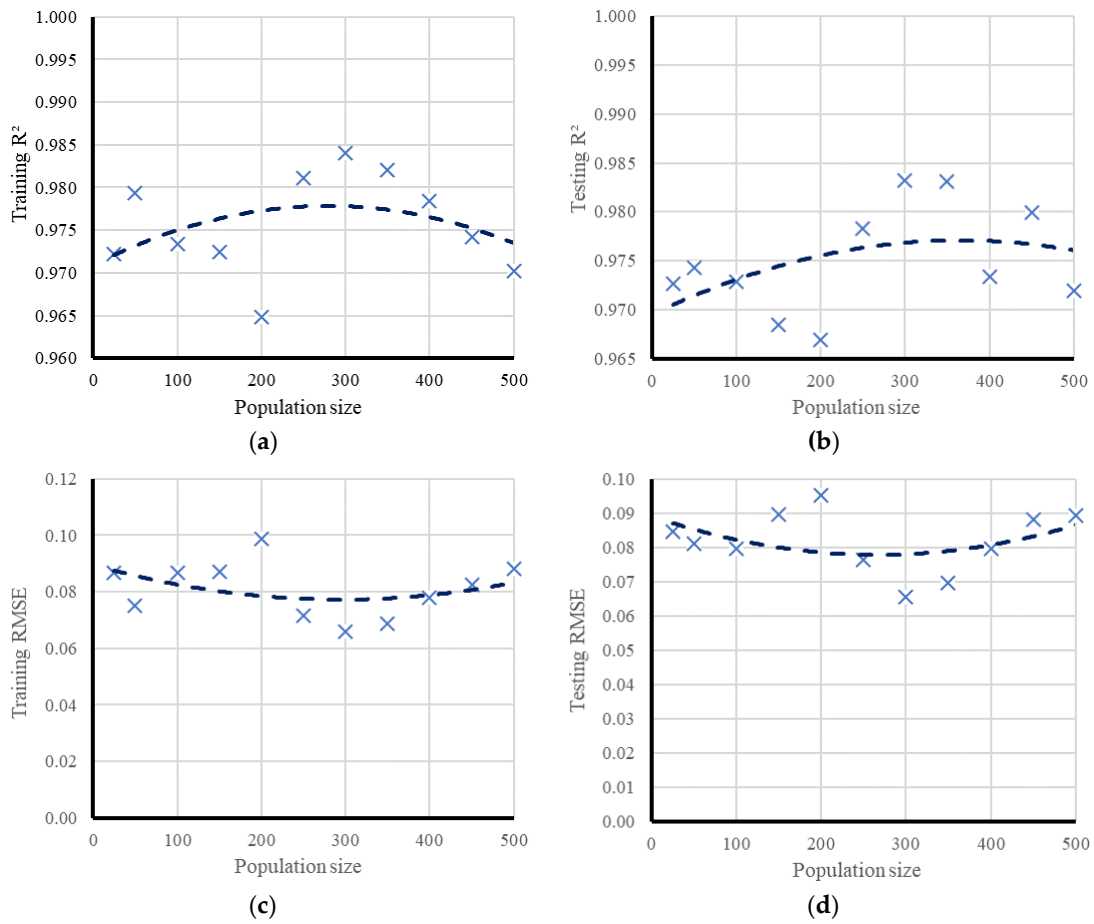 1.000
0.995
0.990
0.985
0.980
0.975
0.970
0.965
0.960
Training R²
0 100 200 300 400 500
Population size
(a)
1.000
0.995
0.990
0.985
0.980
0.975
0.970
0.965
Testing R²
0 100 200 300 400 500
Population size
(b)
0.12
0.10
0.08
0.06
0.04
0.02
0.00
Training RMSE
0 100 200 300 400 500
Population size
(c)
0.10
0.09
0.08
0.07
0.06
0.05
0.04
0.03
0.02
0.01
0.00
Testing RMSE
0 100 200 300 400 500
Population size
(d)